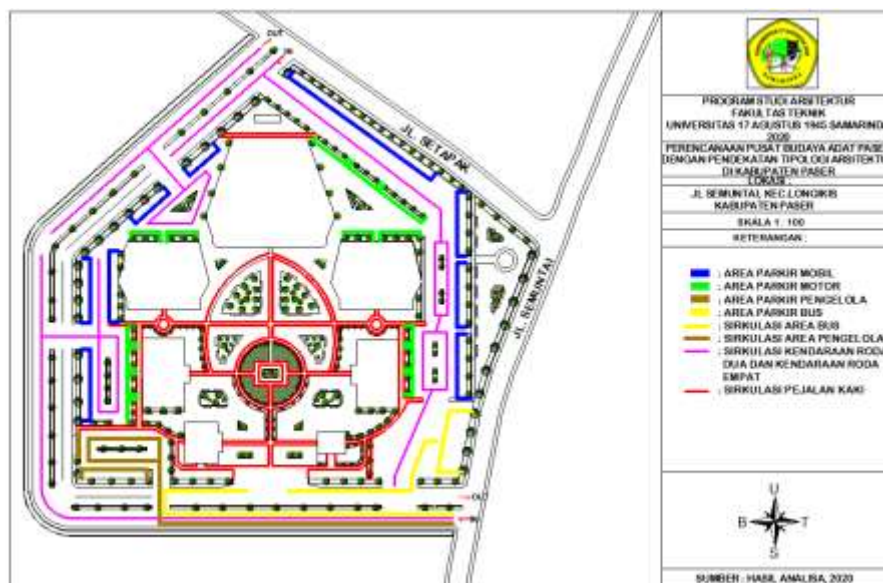 OUT
IN
JL. SETAPAK
JL. SEMUNTAI
OUT
IN
PROGRAM STUDI ARSITEKTUR
FAKULTAS TEKNIK
UNIVERSITAS 17 AGUSTUS 1945 SAMARINDA
2020
PERENCANAAN PUSAT BUDAYA ADAT PASE
DENGAN PENDEKATAN TIPOLOGI ARSITEKT
DI KABUPATEN PASER
LOKASI :
JL SEMUNTAI, KEC.LONGIKIS
KABUPATEN PASER
SKALA 1 : 100
KETERANGAN :
: AREA PARKIR MOBIL
: AREA PARKIR MOTOR
: AREA PARKIR PENGELOLA
: AREA PARKIR BUS
: SIRKULASI AREA BUS
: SIRKULASI AREA PENGELOLA
: SIRKULASI KENDARAAN RODA
DUA DAN KENDARAAN RODA
EMPAT
: SIRKULASI PEJALAN KAKI
U
B T
S
SUMBER : HASIL ANALISA, 2020